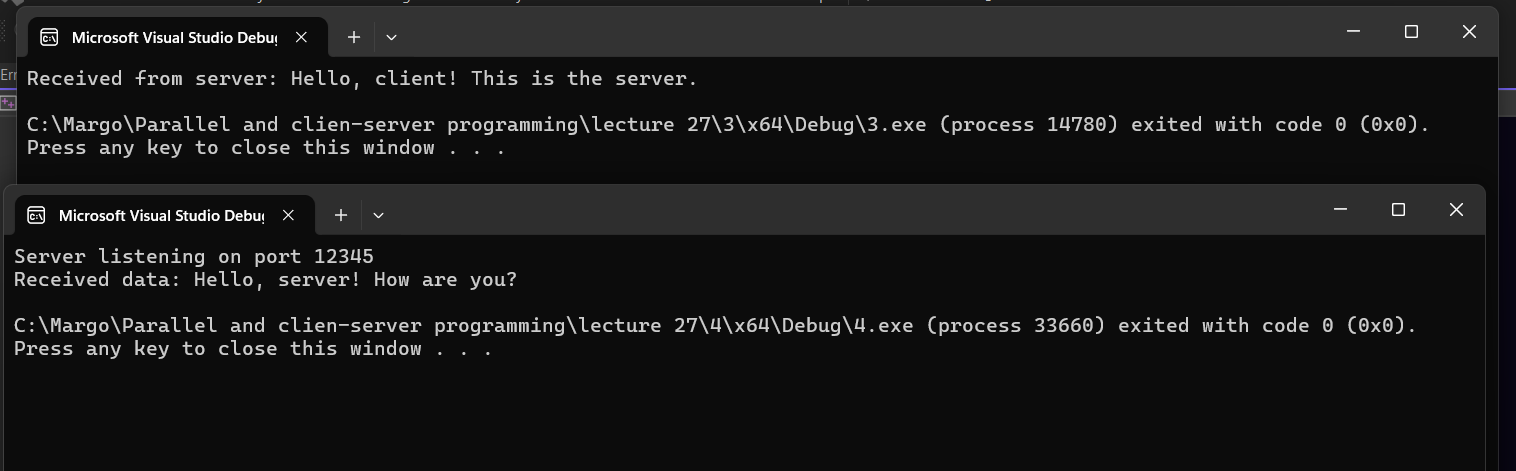 Err
Microsoft Visual Studio Debug
Received from server: Hello, client! This is the server.
C:\Margo\Parallel and clien-server programming\lecture 27\3\x64\Debug\3.exe (process 14780) exited with code 0 (0x0).
Press any key to close this window . . .
Microsoft Visual Studio Debug
Server listening on port 12345
Received data: Hello, server! How are you?
C:\Margo\Parallel and clien-server programming\lecture 27\4\x64\Debug\4.exe (process 33660) exited with code 0 (0x0).
Press any key to close this window . . .